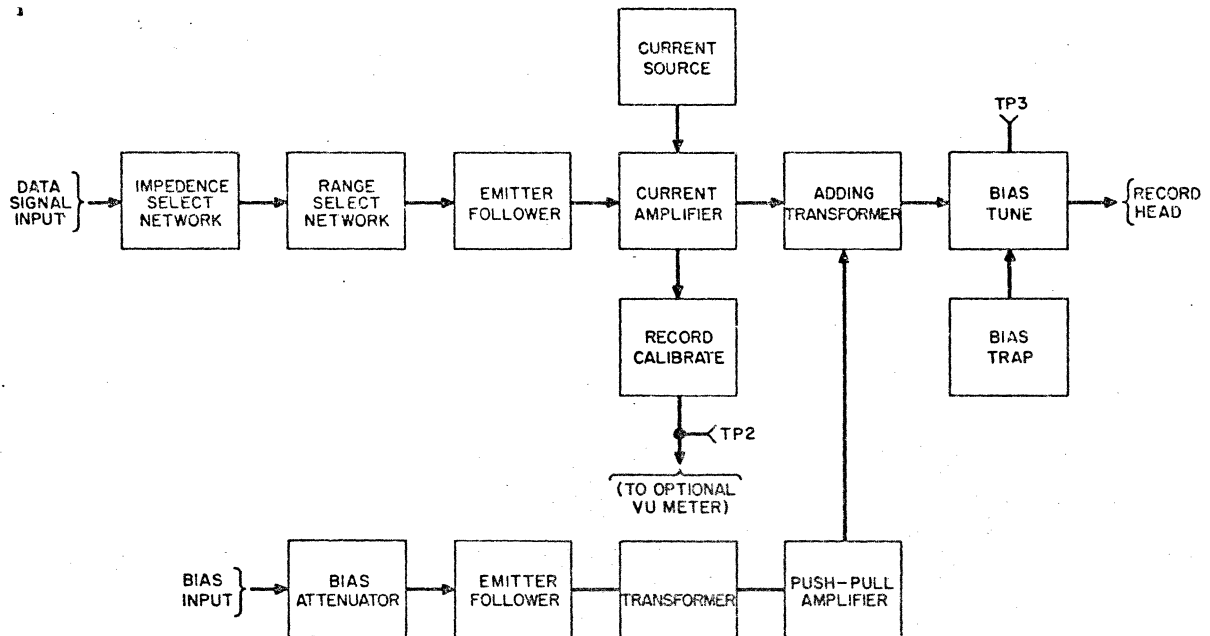 CURRENT
SOURCE
TP3
DATA
SIGNAL
INPUT
IMPEDENCE
SELECT
NETWORK
RANGE
SELECT
NETWORK
EMITTER
FOLLOWER
CURRENT
AMPLIFIER
ADDING
TRANSFORMER
BIAS
TUNE
RECORD
HEAD
RECORD
CALIBRATE
BIAS
TRAP
TP2
(TO OPTIONAL
VU METER)
BIAS
INPUT
BIAS
ATTENUATOR
EMITTER
FOLLOWER
TRANSFORMER
PUSH-PULL
AMPLIFIER